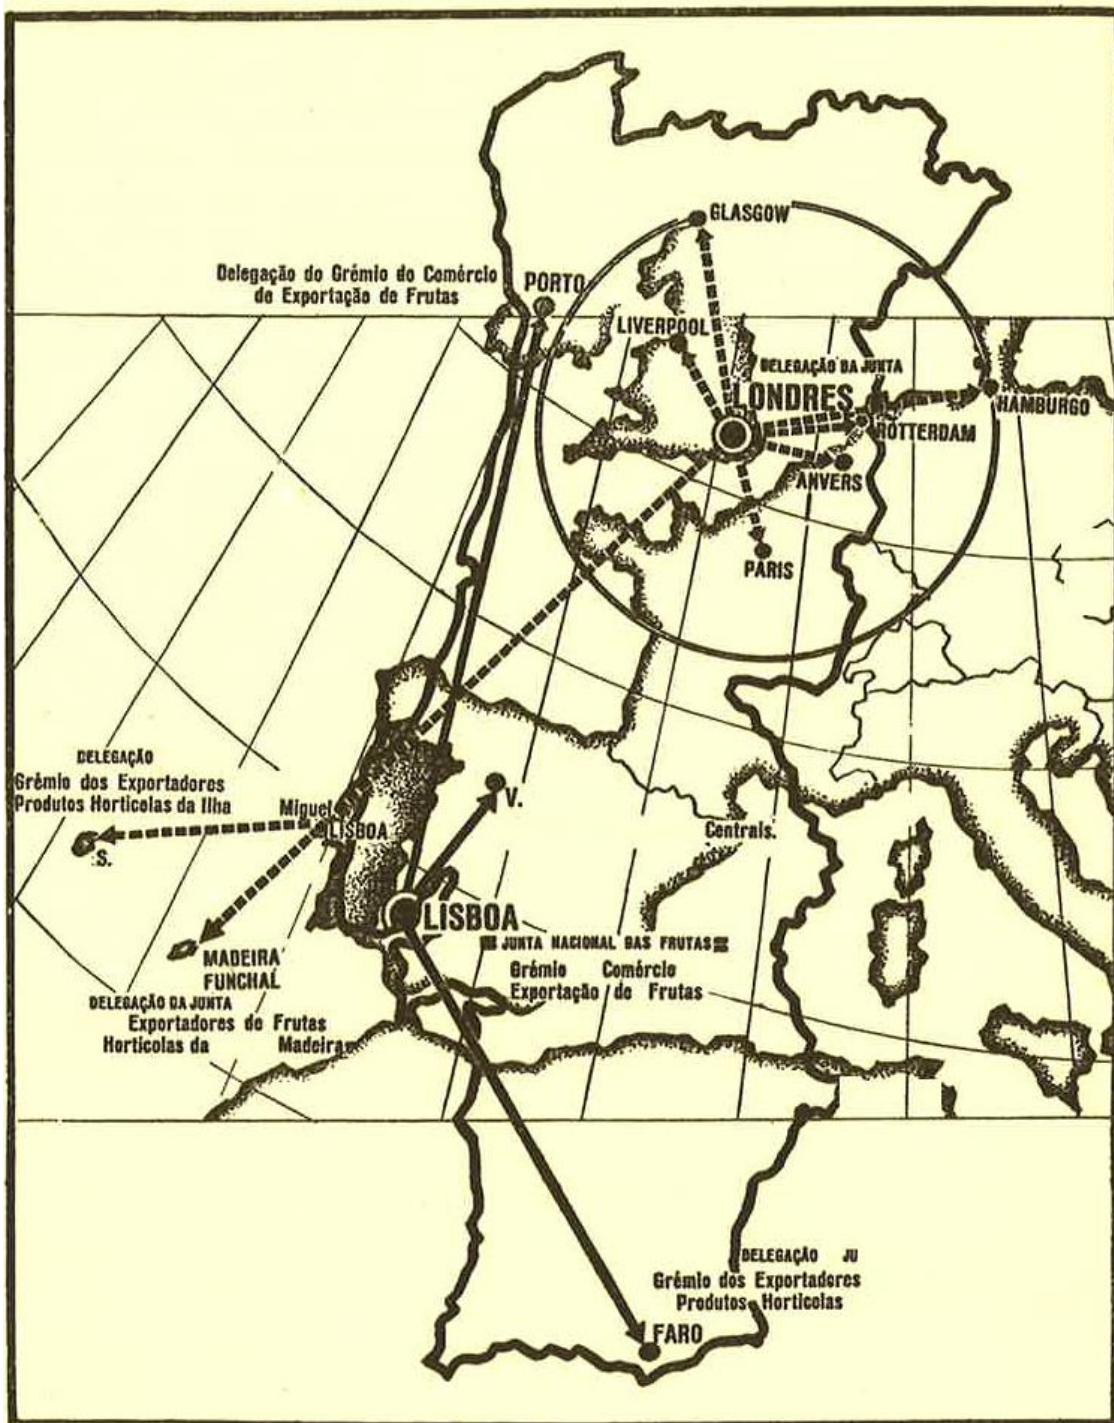 GLASGOW
Delegação do Grémio do Comércio
de Exportação de Frutas
PORTO
LIVERPOOL
DELEGAÇÃO DA JUNTA
LONDRES
HAMBURGO
ROTTERDAM
ANVERS
PARIS
DELEGAÇÃO
Grémio dos Exportadores
Produtos Horticolas da Ilha
Miguel
V.
LISBOA
Centrais.
S.
LISBOA
JUNTA NACIONAL DAS FRUTAS
Grémio Comércio
Exportação de Frutas
MADEIRA
FUNCHAL
DELEGAÇÃO DA JUNTA
Exportadores de Frutas
Horticolas da Madeira
DELEGAÇÃO JU
Grémio dos Exportadores
Produtos Horticolas
FARO